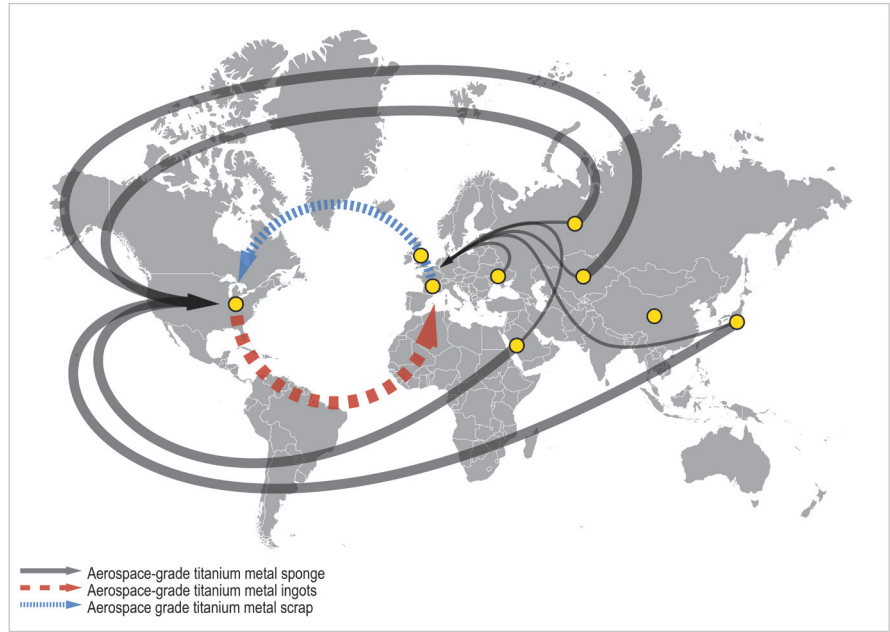 Aerospace-grade titanium metal sponge
Aerospace-grade titanium metal ingots
Aerospace grade titanium metal scrap